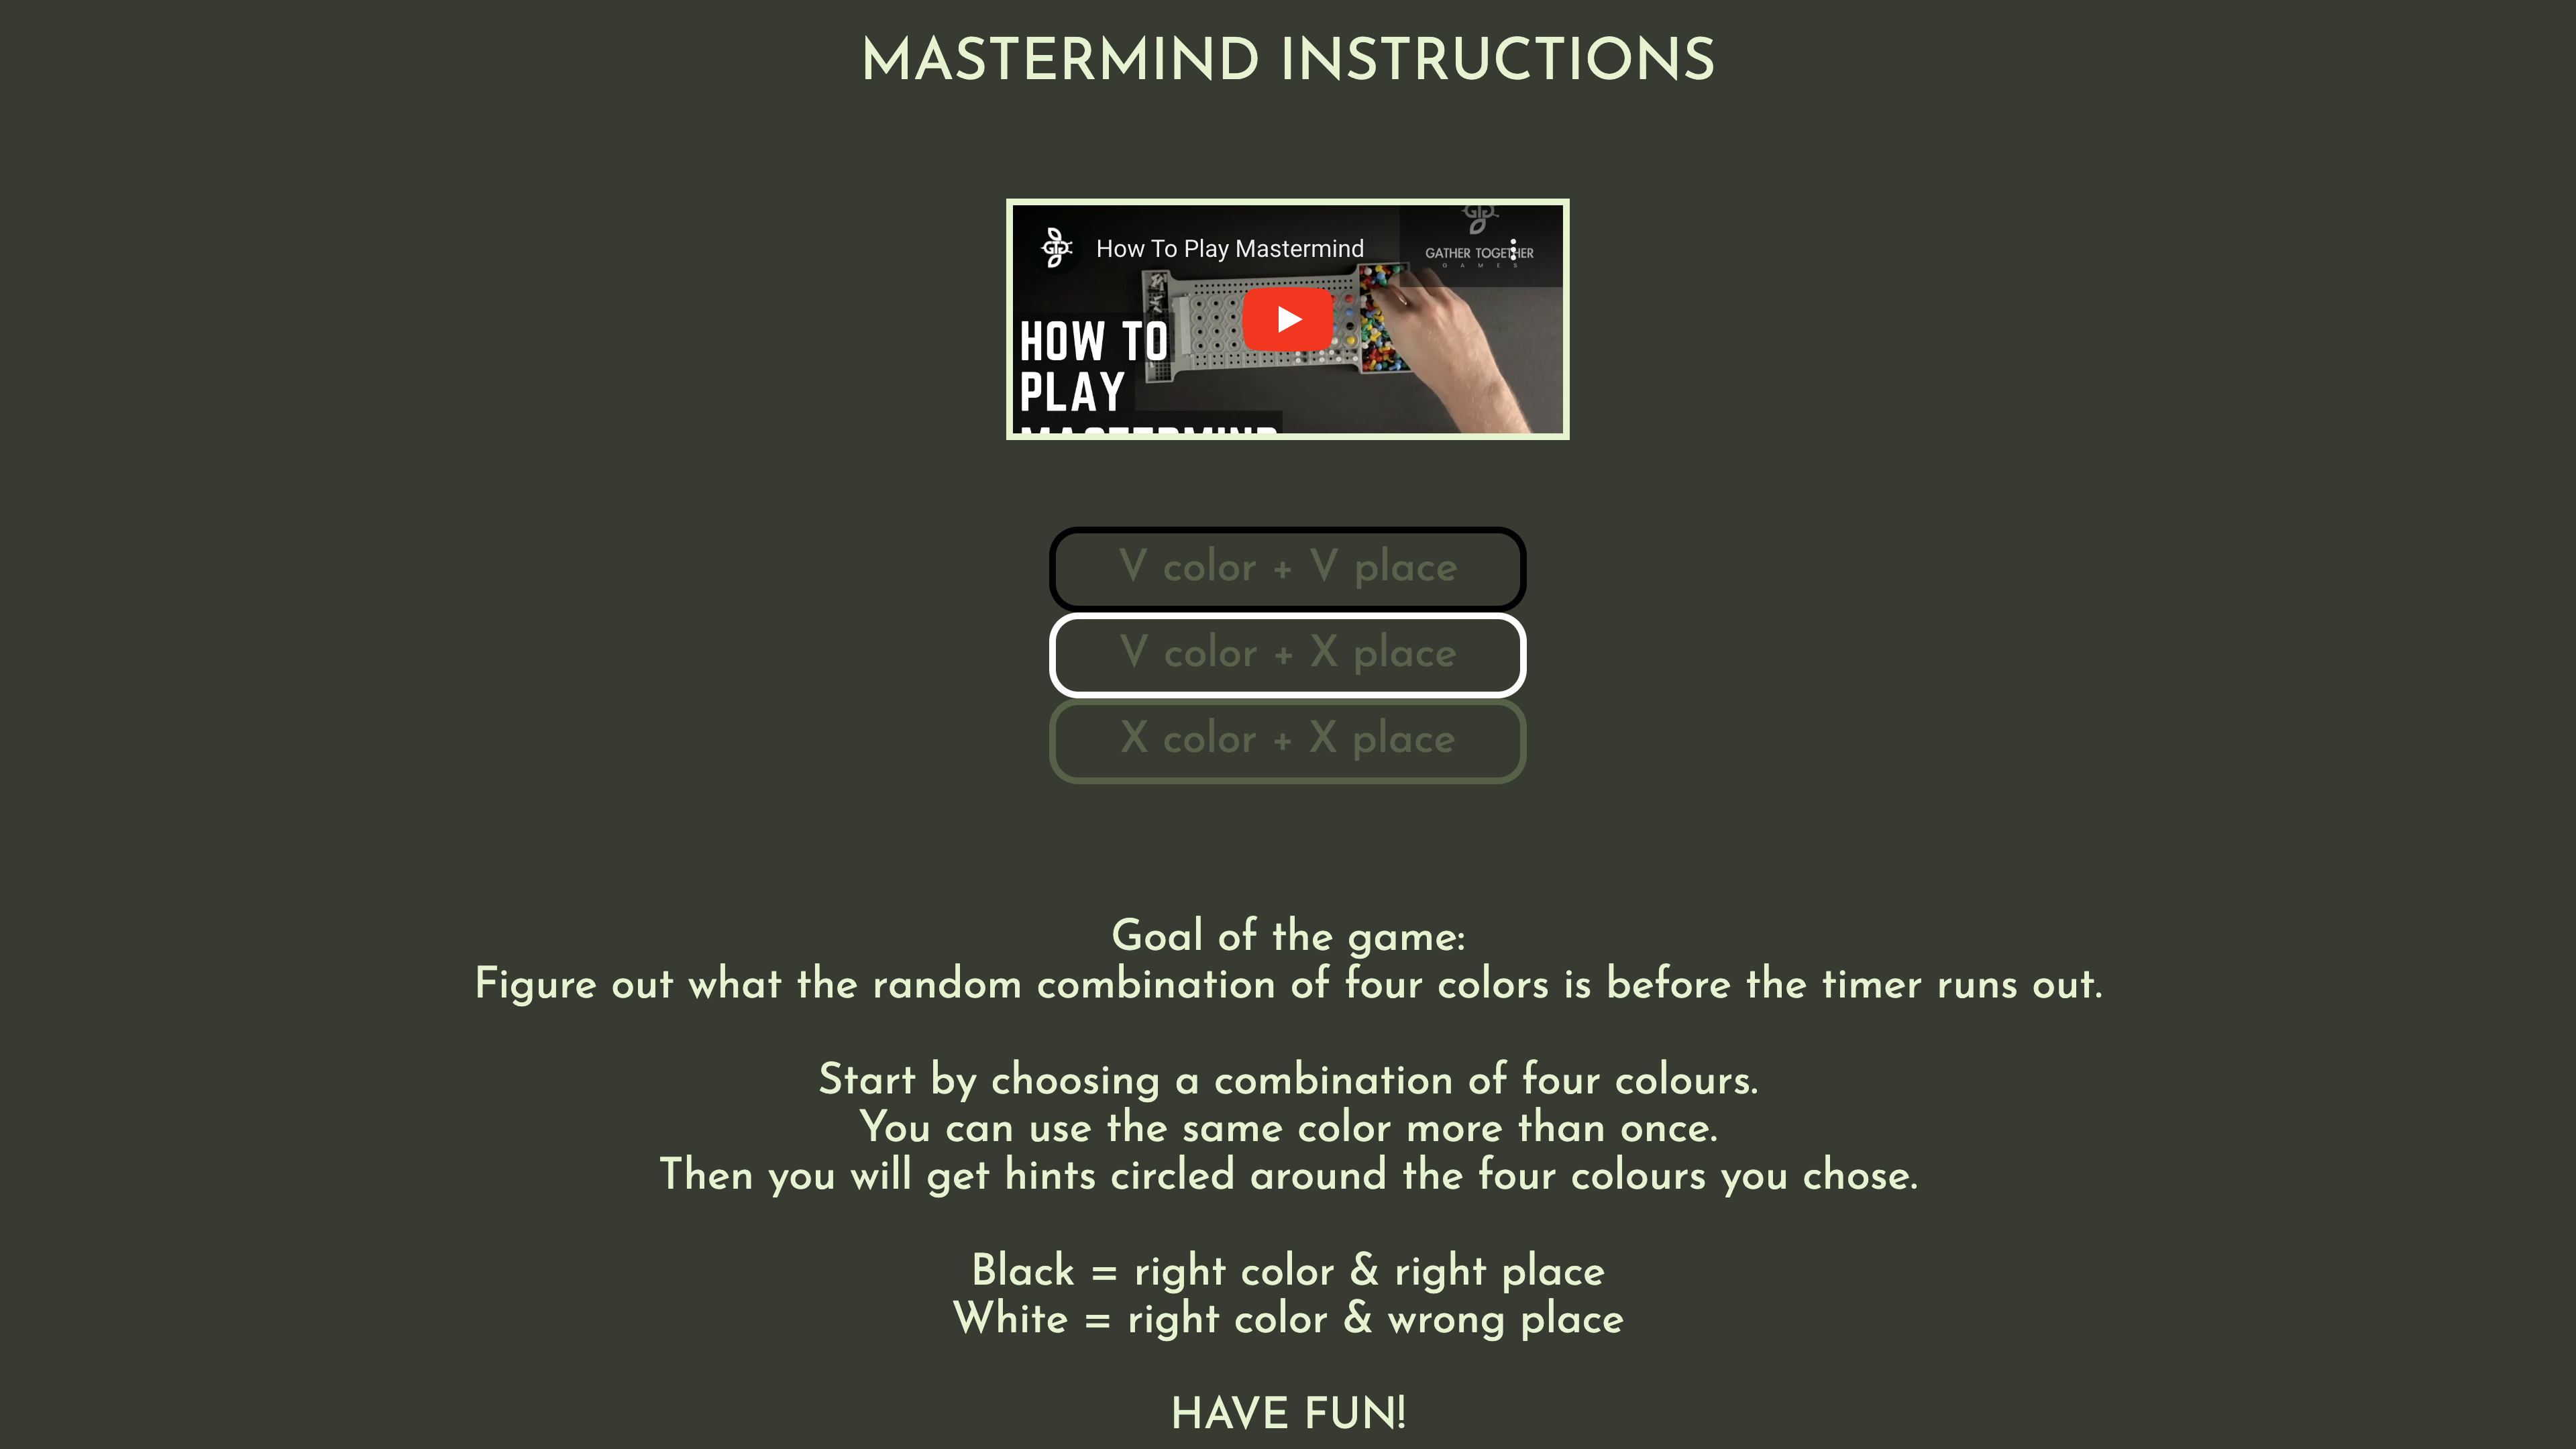 MASTERMIND INSTRUCTIONS
How To Play Mastermind
GATHER TOGETHER
GAMES
HOW TO
PLAY
MASTERMIND
V color + V place
V color + X place
X color + X place
Goal of the game:
Figure out what the random combination of four colors is before the timer runs out.
Start by choosing a combination of four colours.
You can use the same color more than once.
Then you will get hints circled around the four colours you chose.
Black = right color & right place
White = right color & wrong place
HAVE FUN!